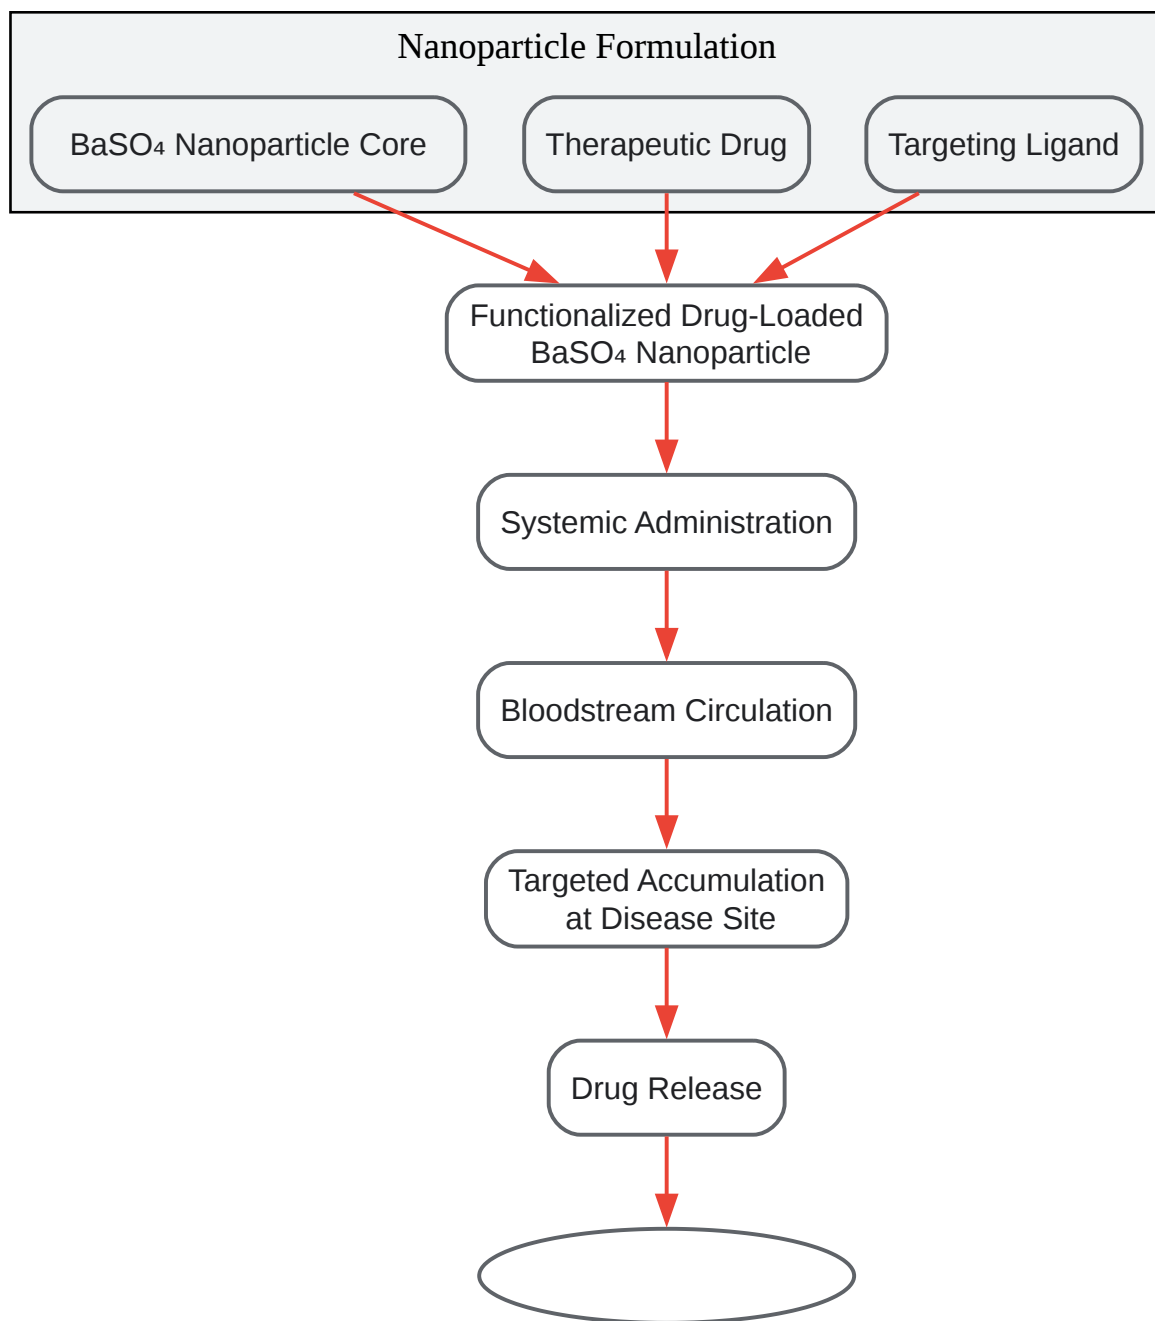 Nanoparticle Formulation
BaSO₄ Nanoparticle Core
Therapeutic Drug
Targeting Ligand
Functionalized Drug-Loaded
BaSO₄ Nanoparticle
Systemic Administration
Bloodstream Circulation
Targeted Accumulation
at Disease Site
Drug Release